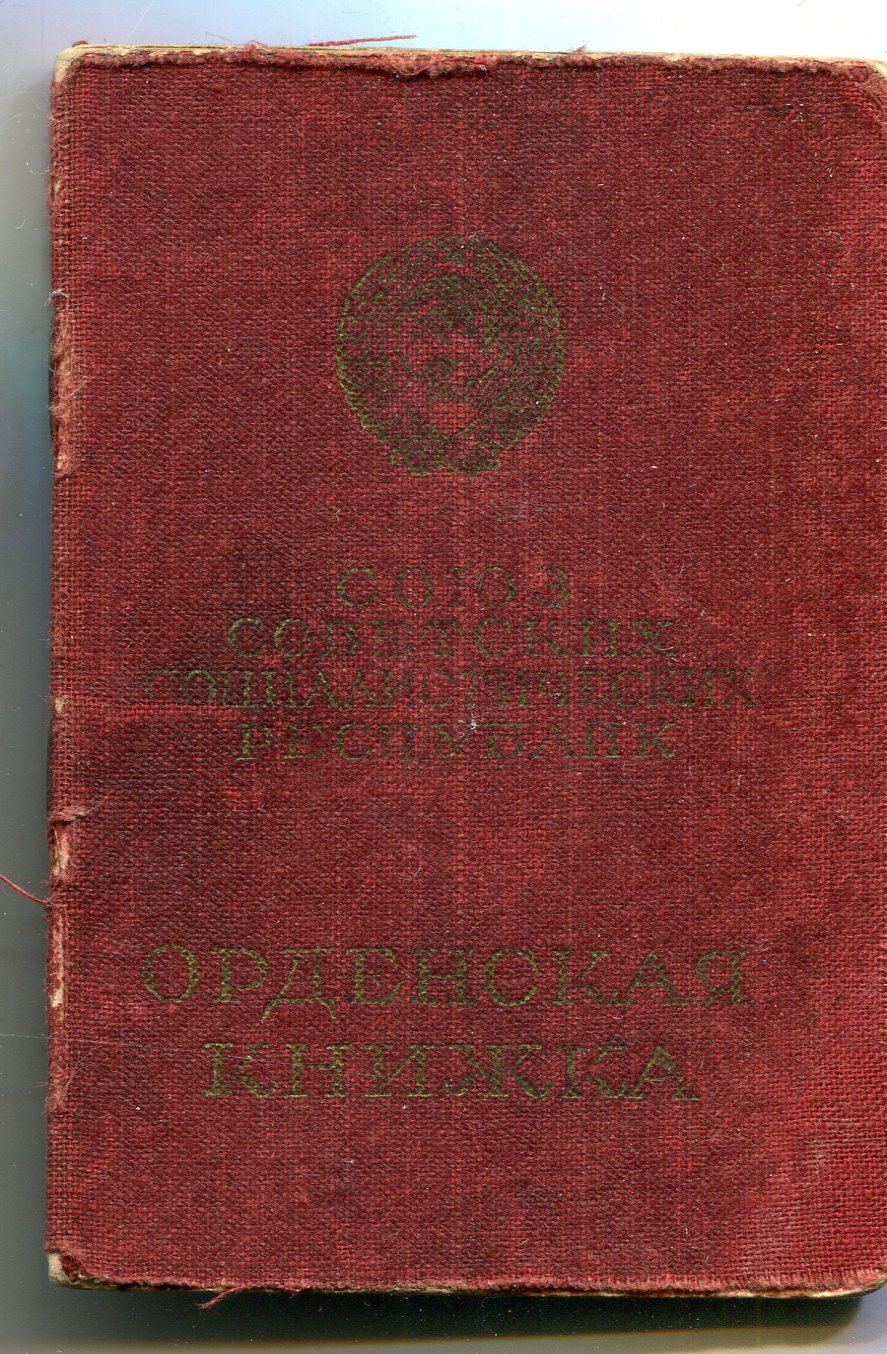 СОЮЗ
СОВЕТСКИХ
СОЦИАЛИСТИЧЕСКИХ
РЕСПУБЛИК
ОРДЕНСКАЯ
КНИЖКА